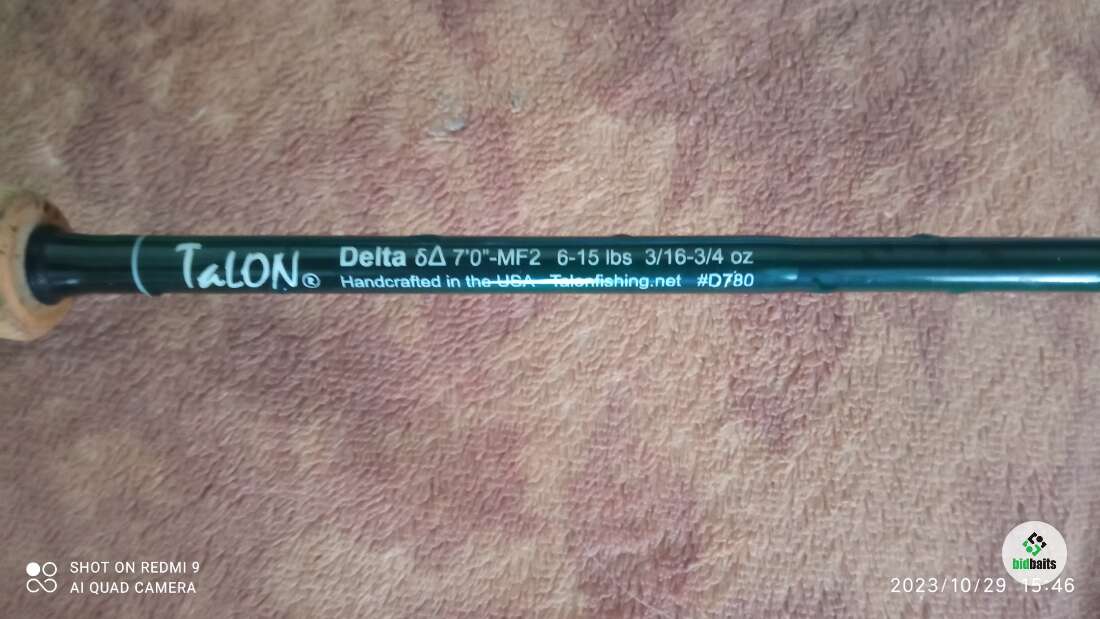 TaLON® Delta δΔ 7'0"-MF2 6-15 lbs 3/16-3/4 oz
Handcrafted in the USA Talonfishing.net #D780
SHOT ON REDMI 9
AI QUAD CAMERA
bidbaits
2023/10/29 15:46